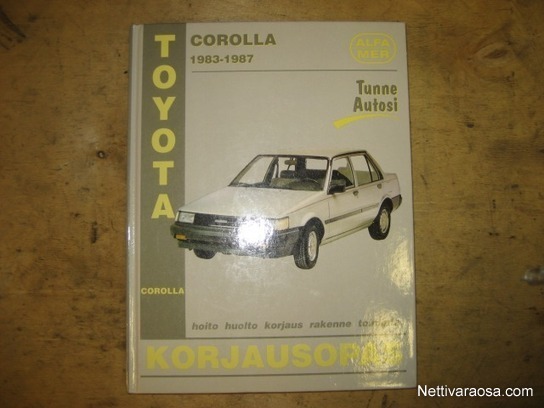 TOYOTA
COROLLA
1983-1987
ALFA
MER
Tunne
Autosi
COROLLA
hoito huolto korjaus rakenne
KORJAUSOPAS
Nettivaraosa.com